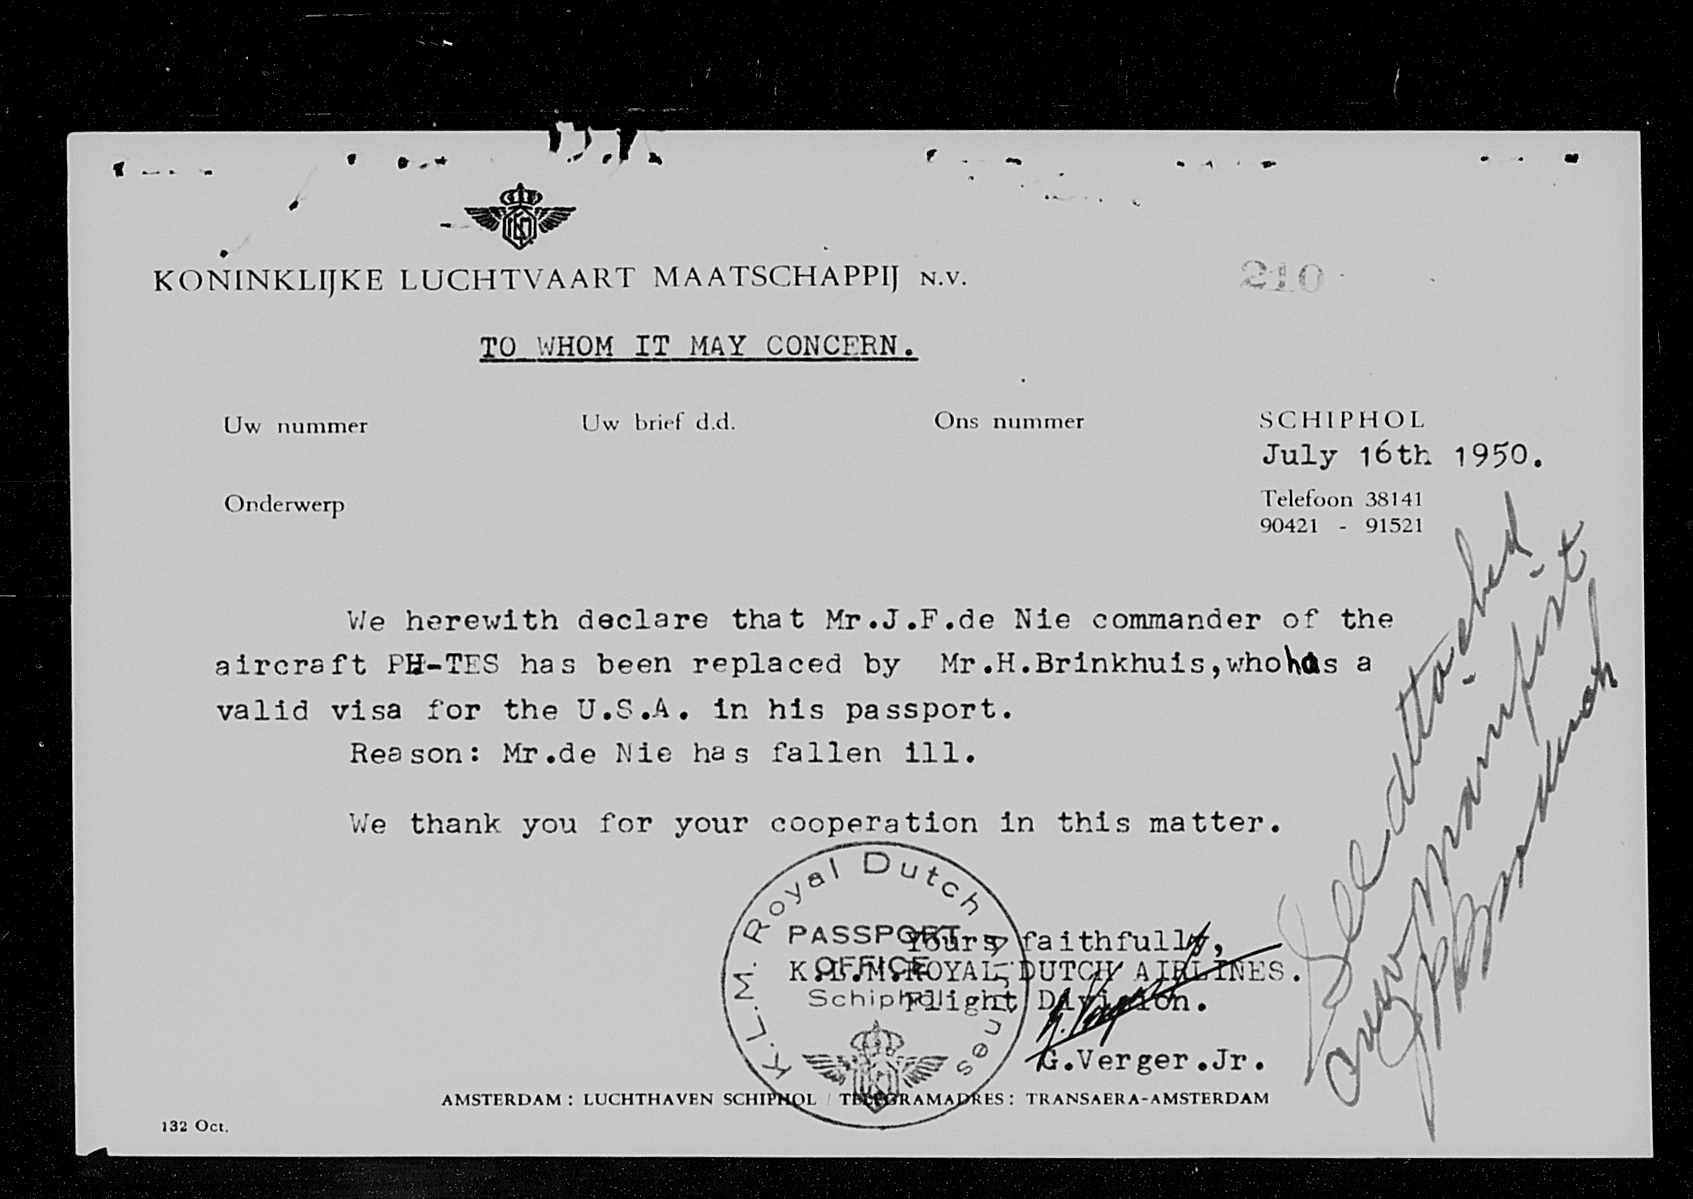 KONINKLIJKE LUCHTVAART MAATSCHAPPIJ N.V.
210
TO WHOM IT MAY CONCERN.
Uw nummer
Uw brief d.d.
Ons nummer
SCHIPHOL
July 16th 1950.
Onderwerp
Telefoon 38141
90421 - 91521
We herewith declare that Mr.J.F.de Nie commander of the
aircraft PH-TES has been replaced by Mr.H.Brinkhuis,who has a
valid visa for the U.S.A. in his passport.
Reason: Mr.de Nie has fallen ill.
We thank you for your cooperation in this matter.
Yours faithfully,
K.L.M.ROYAL DUTCH AIRLINES.
Flight Division.
G.Verger.Jr.
K.L.M. Royal Dutch Airlines
PASSPORT
OFFICE
Schiphol
See attached
crew manifest
AMSTERDAM: LUCHTHAVEN SCHIPHOL / TELEGRAMADRES: TRANSAERA-AMSTERDAM
132 Oct.